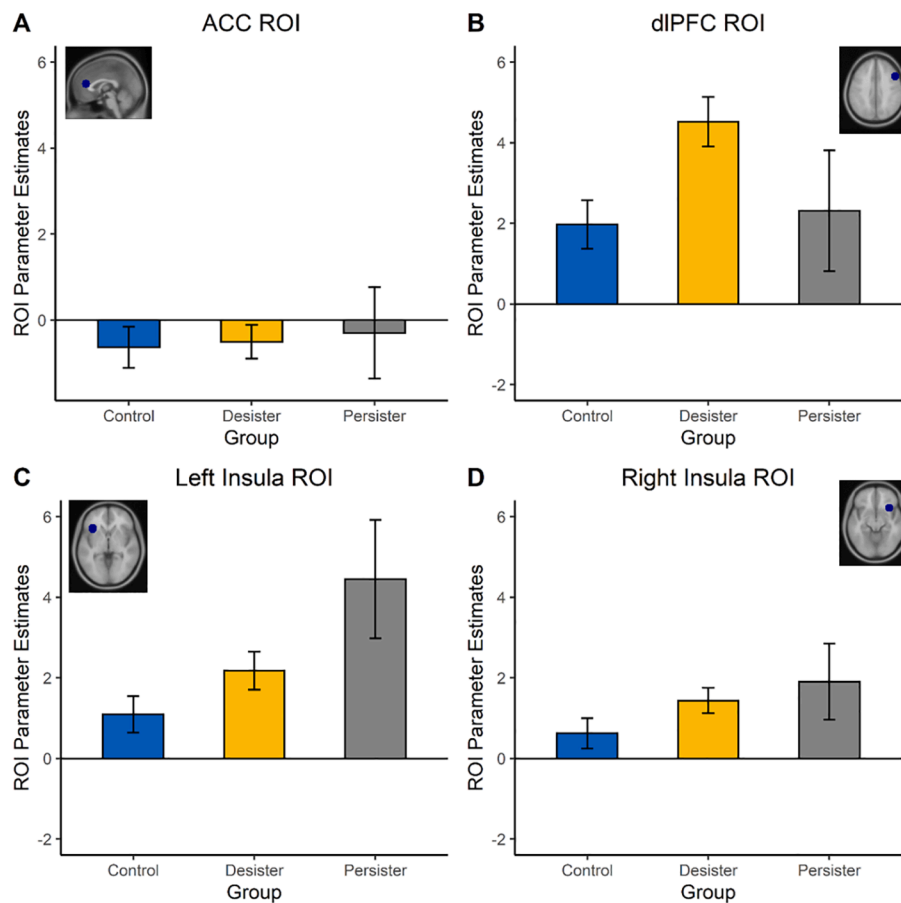 A ACC ROI
ROI Parameter Estimates
6
4
2
0
Control Desister Persister
Group
B dlPFC ROI
ROI Parameter Estimates
6
4
2
0
-2
Control Desister Persister
Group
C Left Insula ROI
ROI Parameter Estimates
6
4
2
0
-2
Control Desister Persister
Group
D Right Insula ROI
ROI Parameter Estimates
6
4
2
0
-2
Control Desister Persister
Group